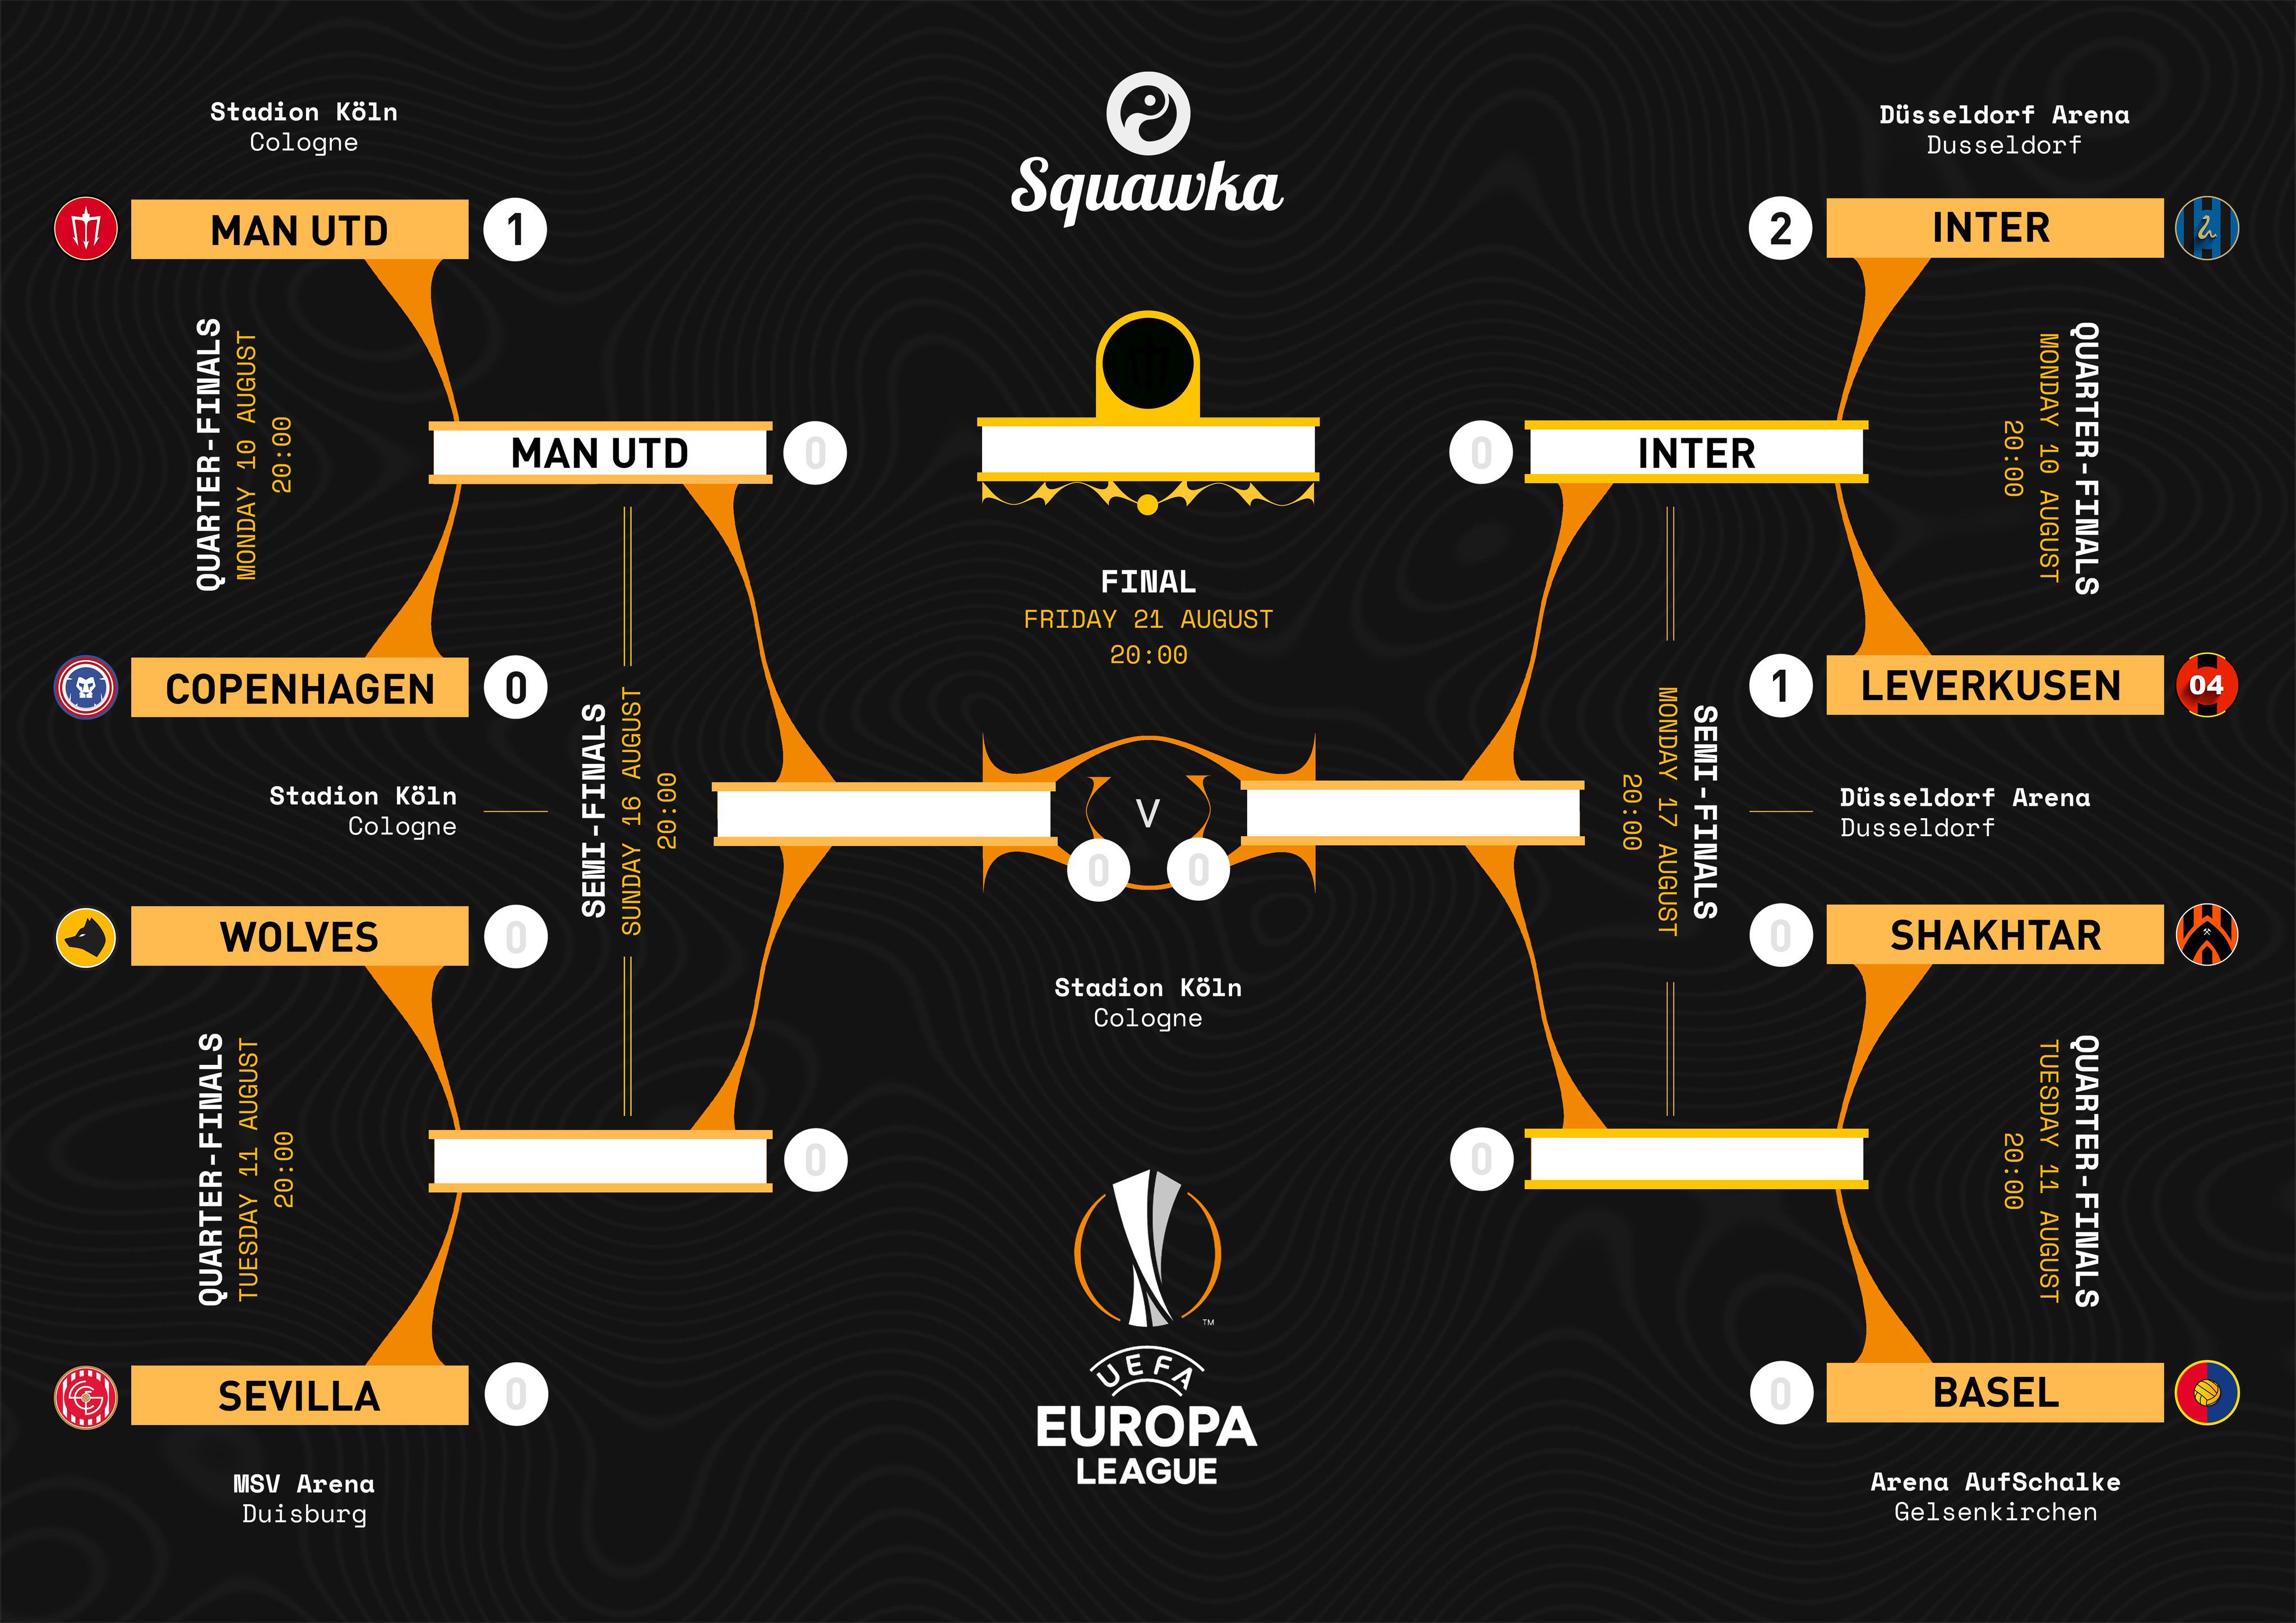 Squawka
Stadion Köln
Cologne
MAN UTD
1
QUARTER-FINALS
MONDAY 10 AUGUST
20:00
MAN UTD
0
COPENHAGEN
0
Stadion Köln
Cologne
SEMI-FINALS
SUNDAY 16 AUGUST
20:00
WOLVES
0
QUARTER-FINALS
TUESDAY 11 AUGUST
20:00
0
SEVILLA
0
MSV Arena
Duisburg
FINAL
FRIDAY 21 AUGUST
20:00
V
0
0
Stadion Köln
Cologne
TM
UEFA
EUROPA
LEAGUE
Düsseldorf Arena
Dusseldorf
2
INTER
QUARTER-FINALS
MONDAY 10 AUGUST
20:00
0
INTER
1
LEVERKUSEN
04
SEMI-FINALS
MONDAY 17 AUGUST
20:00
Düsseldorf Arena
Dusseldorf
0
SHAKHTAR
QUARTER-FINALS
TUESDAY 11 AUGUST
20:00
0
0
BASEL
Arena AufSchalke
Gelsenkirchen